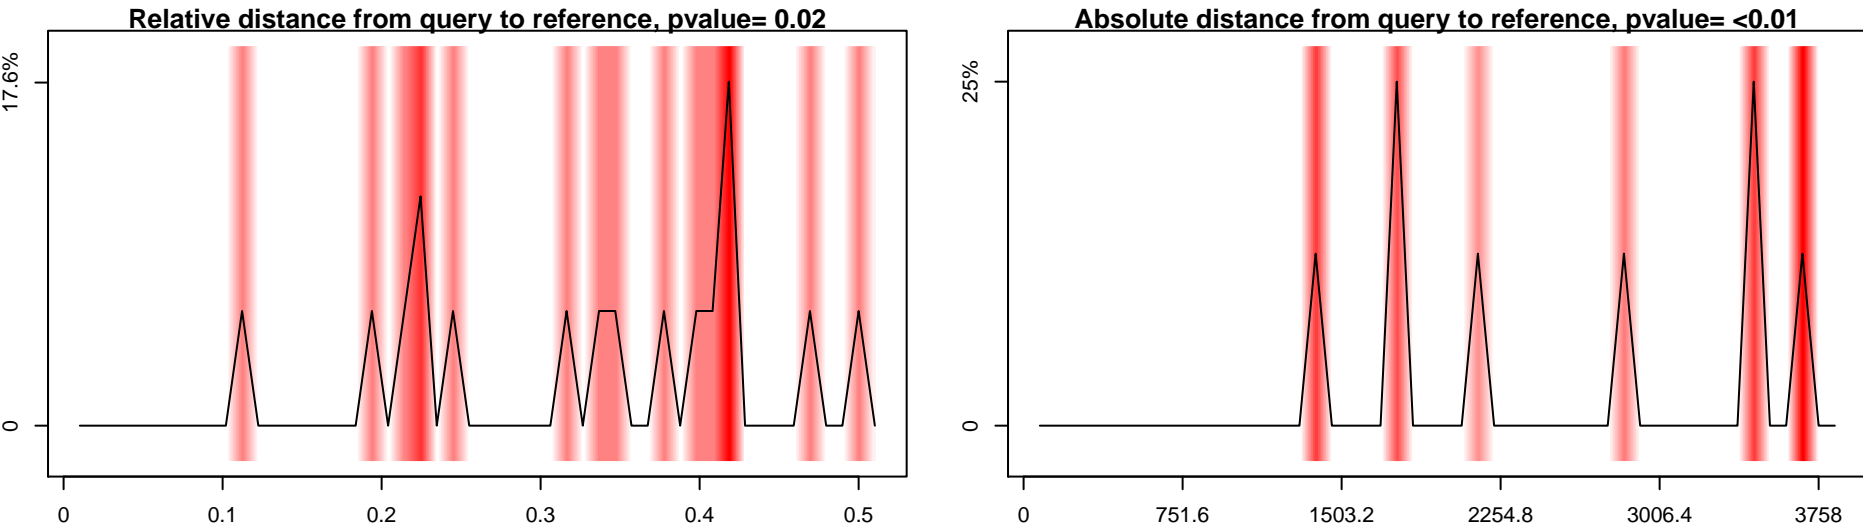 Relative distance from query to reference, pvalue= 0.02
17.6%
0
0 0.1 0.2 0.3 0.4 0.5
Absolute distance from query to reference, pvalue= <0.01
25%
0
0 751.6 1503.2 2254.8 3006.4 3758